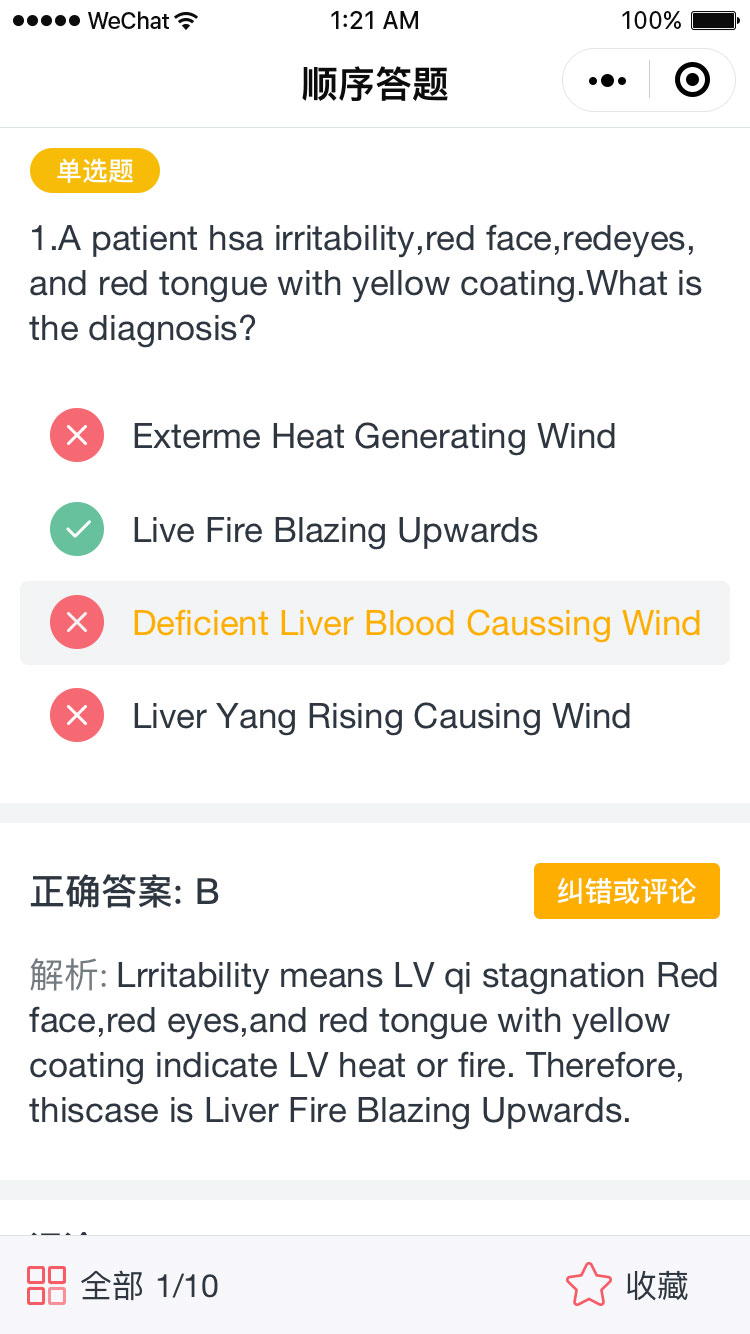 WeChat 1:21 AM 100%
顺序答题
单选题
1.A patient hsa irritability,red face,redeyes,
and red tongue with yellow coating.What is
the diagnosis?
Exterme Heat Generating Wind
Live Fire Blazing Upwards
Deficient Liver Blood Caussing Wind
Liver Yang Rising Causing Wind
正确答案: B 纠错或评论
解析: Lrritability means LV qi stagnation Red
face,red eyes,and red tongue with yellow
coating indicate LV heat or fire. Therefore,
thiscase is Liver Fire Blazing Upwards.
全部 1/10 收藏